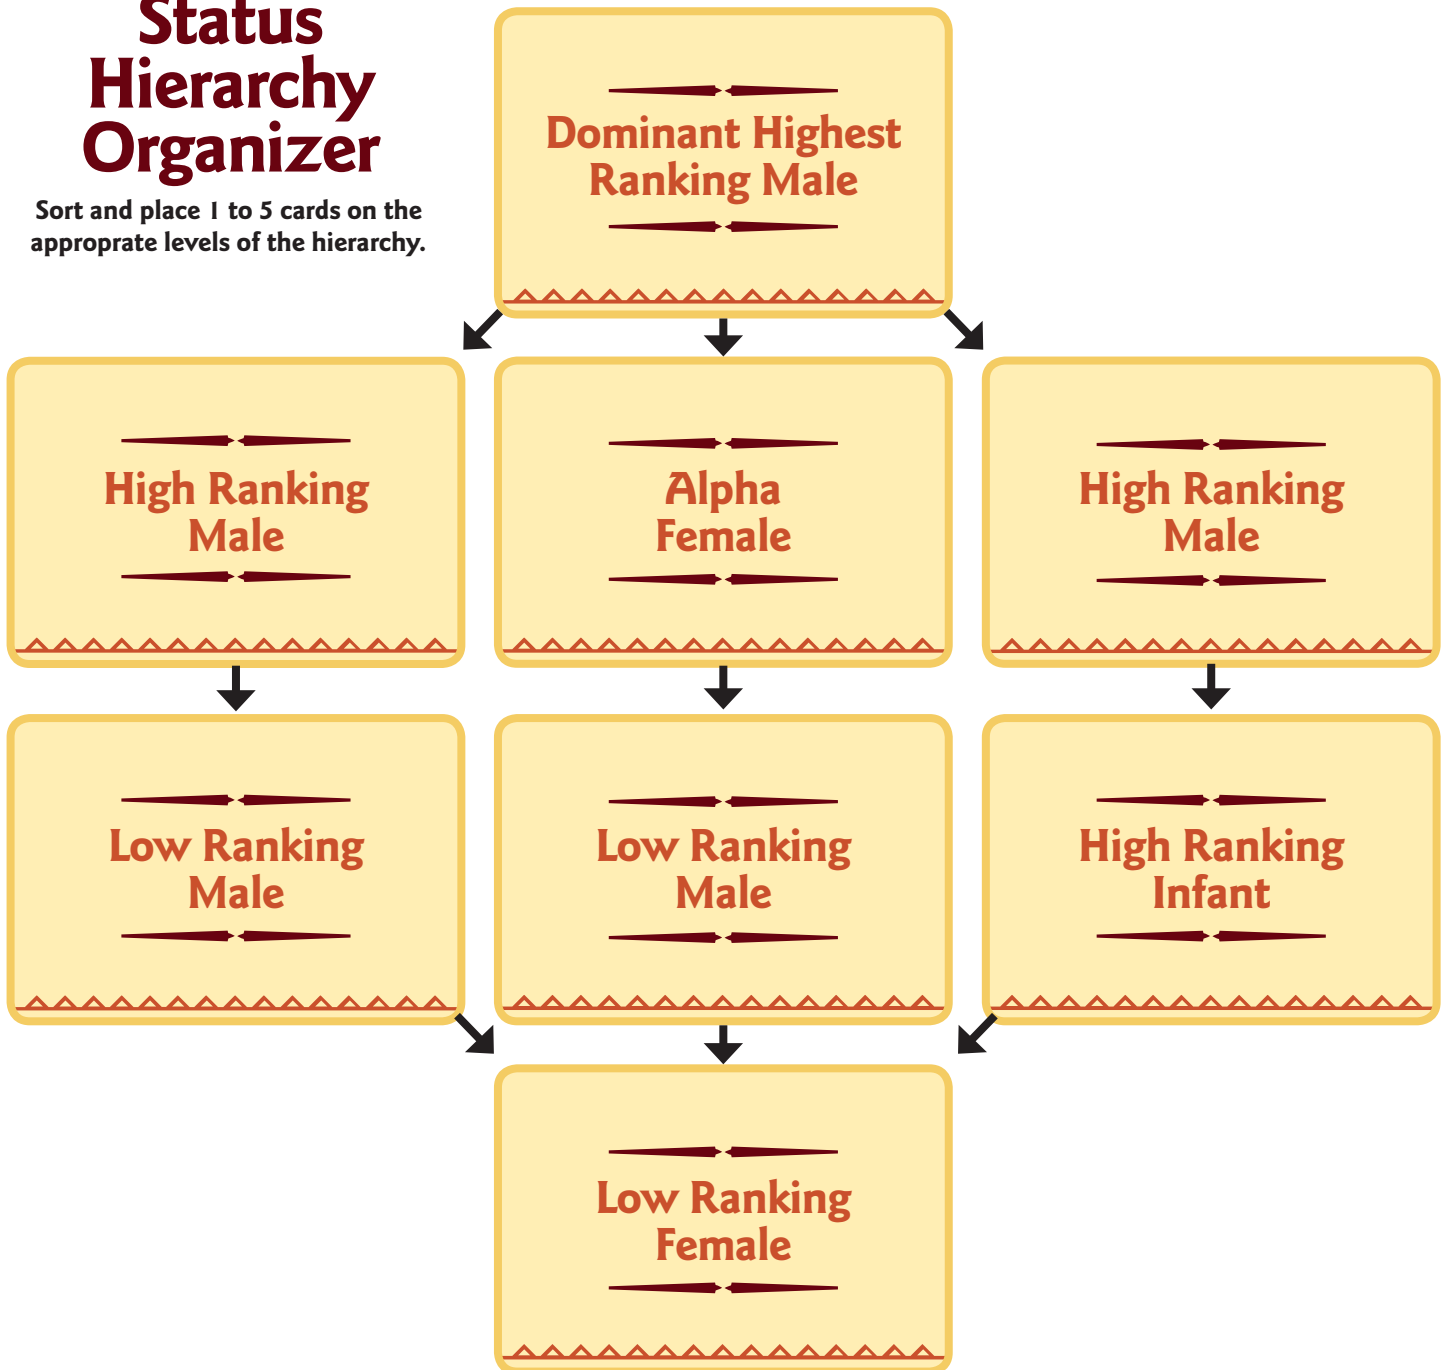 Status
Hierarchy
Organizer
Sort and place 1 to 5 cards on the
approprate levels of the hierarchy.
Dominant Highest
Ranking Male
High Ranking
Male
Alpha
Female
High Ranking
Male
Low Ranking
Male
Low Ranking
Male
High Ranking
Infant
Low Ranking
Female